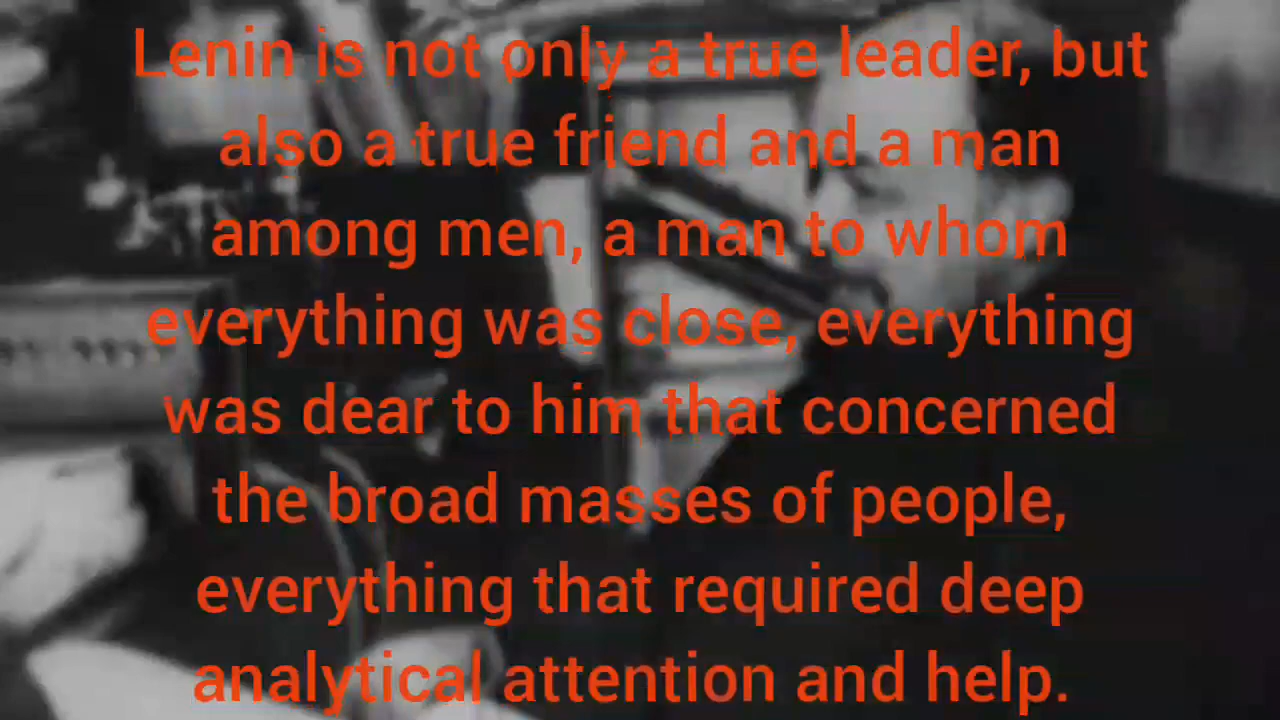 Lenin is not only a true leader, but
also a true friend and a man
among men, a man to whom
everything was close, everything
was dear to him that concerned
the broad masses of people,
everything that required deep
analytical attention and help.